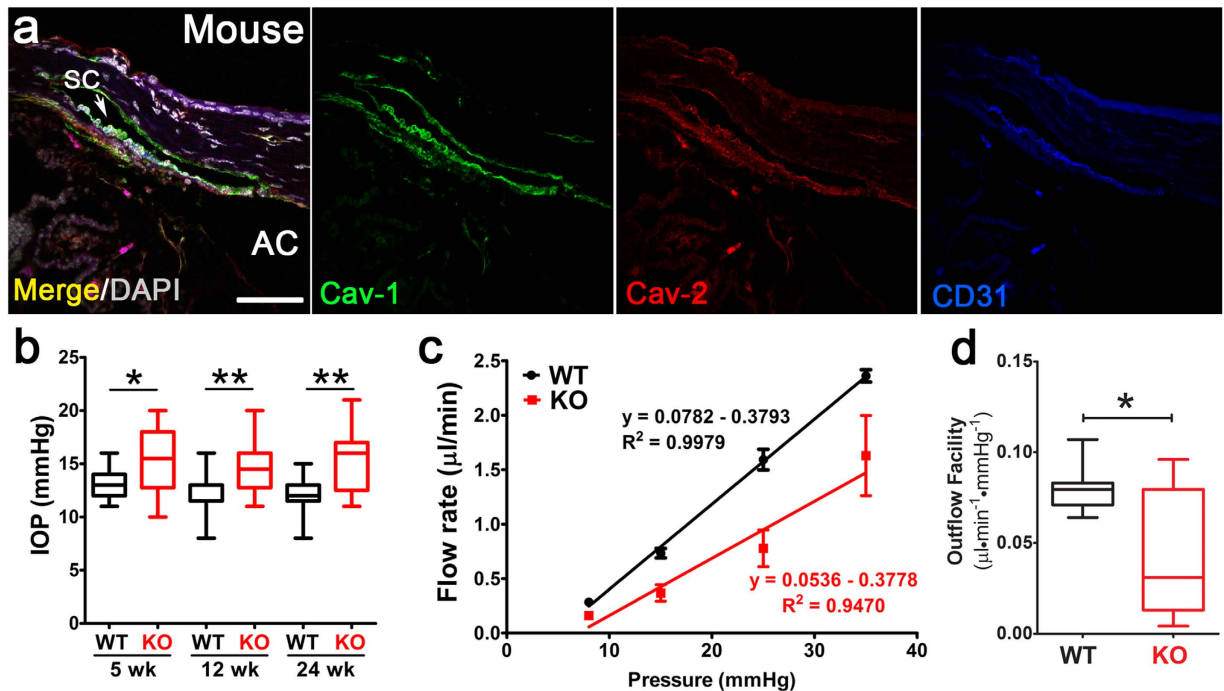 a
Mouse
SC
AC
Merge/DAPI
Cav-1
Cav-2
CD31
b
IOP (mmHg)
25
20
15
10
5
0
*
**
**
WT KO WT KO WT KO
5 wk 12 wk 24 wk
c
Flow rate (μl/min)
2.5
2.0
1.5
1.0
0.5
0.0
WT
KO
y = 0.0782 - 0.3793
R² = 0.9979
y = 0.0536 - 0.3778
R² = 0.9470
0 10 20 30 40
Pressure (mmHg)
d
Outflow Facility
(μl•min⁻¹•mmHg⁻¹)
0.15
0.10
0.05
0.00
*
WT KO